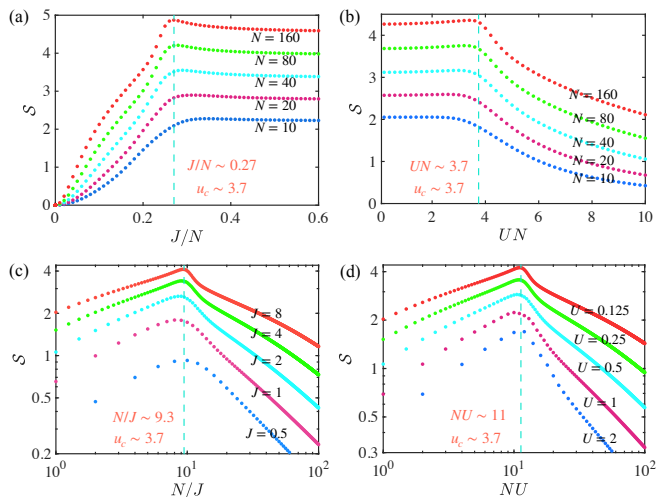 (a)
5
4
3
2
1
0
S
N = 160
N = 80
N = 40
N = 20
N = 10
J/N ~ 0.27
u_c ~ 3.7
0
0.2
0.4
0.6
J/N
(b)
4
3
2
1
0
S
N = 160
N = 80
N = 40
N = 20
N = 10
UN ~ 3.7
u_c ~ 3.7
0
2
4
6
8
10
UN
(c)
4
2
1
0.5
0.2
S
J = 8
J = 4
J = 2
J = 1
J = 0.5
N/J ~ 9.3
u_c ~ 3.7
10^0
10^1
10^2
N/J
(d)
4
2
1
0.5
0.3
S
U = 0.125
U = 0.25
U = 0.5
U = 1
U = 2
NU ~ 11
u_c ~ 3.7
10^0
10^1
10^2
NU